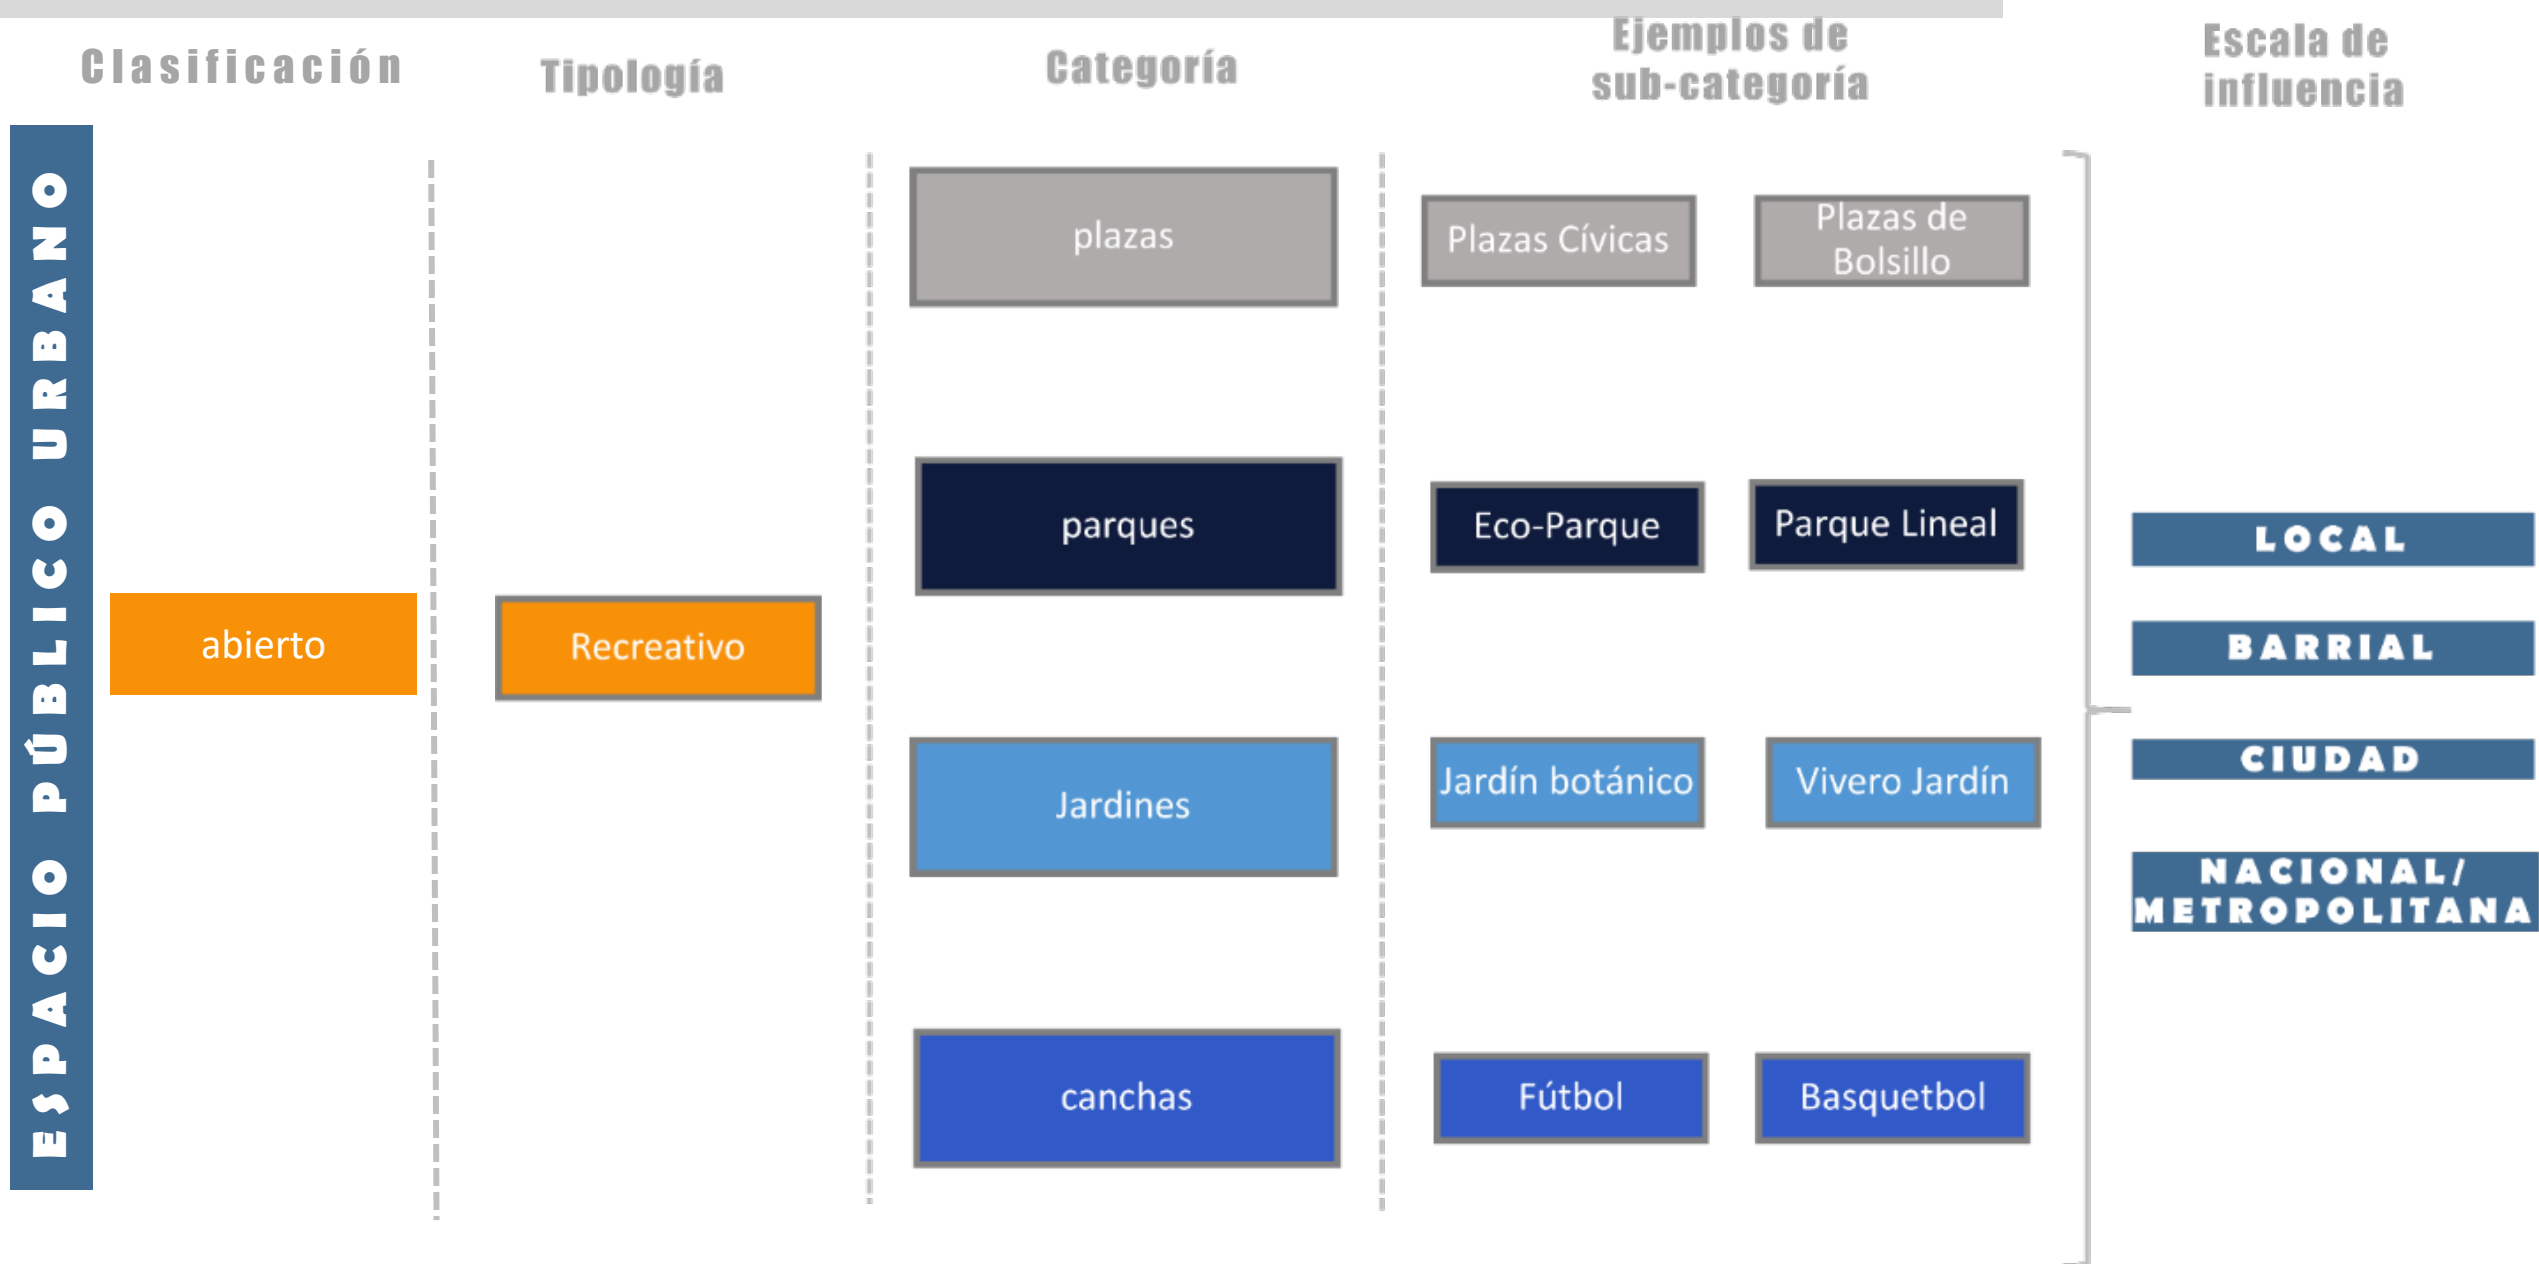 Clasificación
Tipología
Categoría
Ejemplos de
sub-categoría
Escala de
influencia
ESPACIO PÚBLICO URBANO
abierto
Recreativo
plazas
Plazas Cívicas
Plazas de
Bolsillo
parques
Eco-Parque
Parque Lineal
Jardines
Jardín botánico
Vivero Jardín
canchas
Fútbol
Basquetbol
LOCAL
BARRIAL
CIUDAD
NACIONAL/
METROPOLITANA